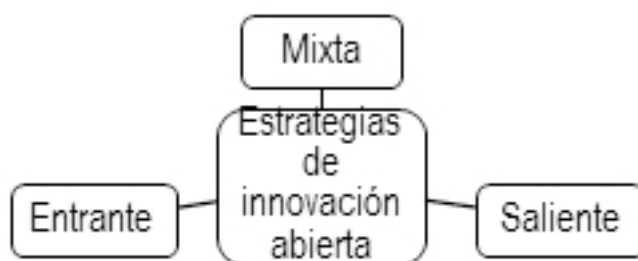 Mixta
Estrategias
de
innovación
abierta
Entrante
Saliente